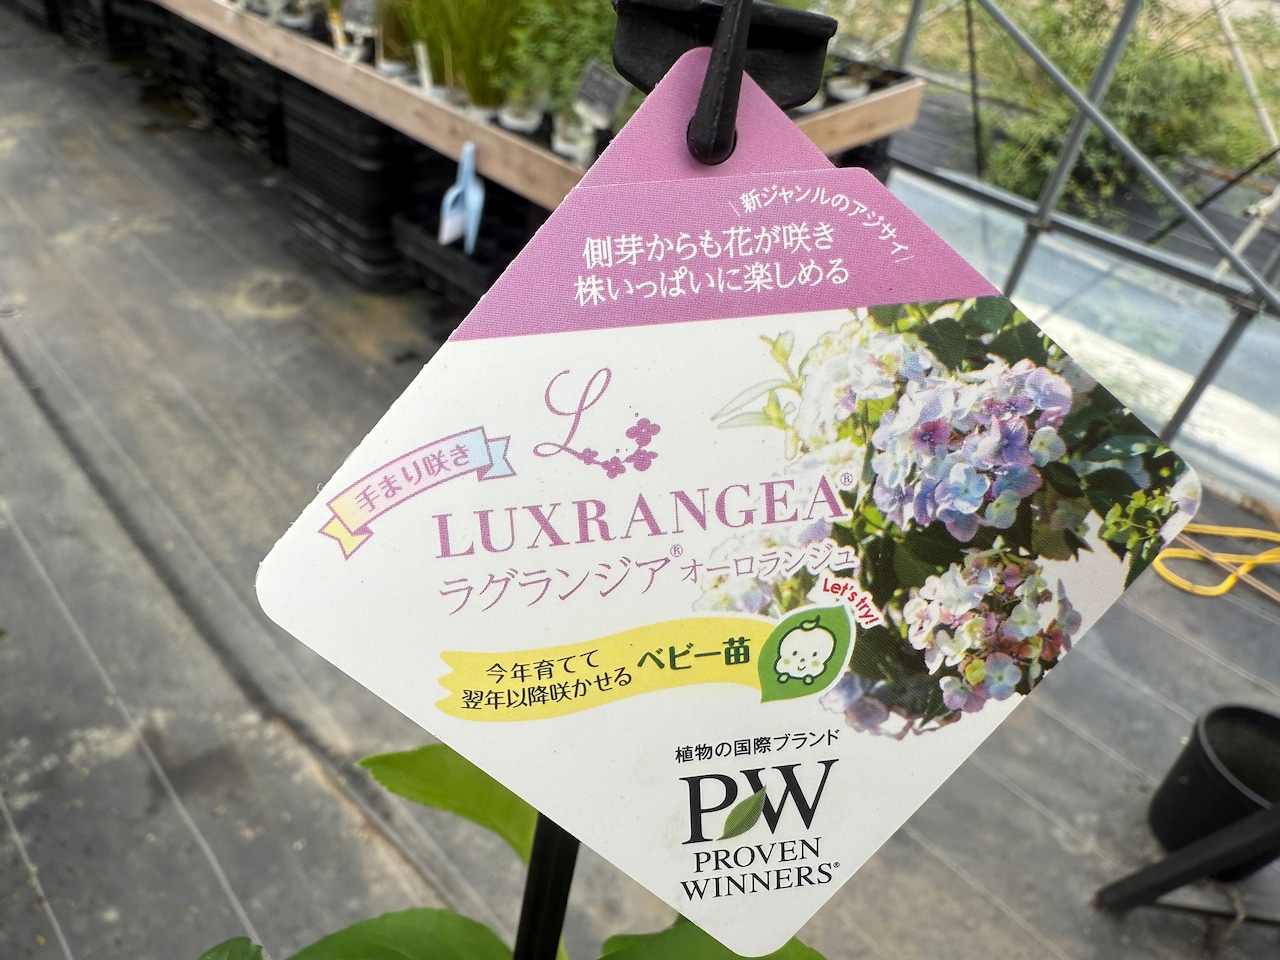 \新ジャンルのアジサイ/
側芽からも花が咲き
株いっぱいに楽しめる
L
手まり咲き
LUXRANGEA®
ラグランジア®オーロランジュ
Let's try!
今年育てて
翌年以降咲かせる
ベビー苗
植物の国際ブランド
PW
PROVEN
WINNERS®